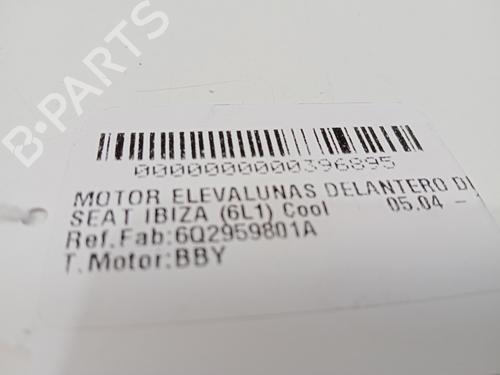 B-PARTS
0000000000396895
MOTOR ELEVALUNAS DELANTERO
SEAT IBIZA (6L1) Cool 05.04 -
Ref.Fab:6Q2959801A
T.Motor:BBY